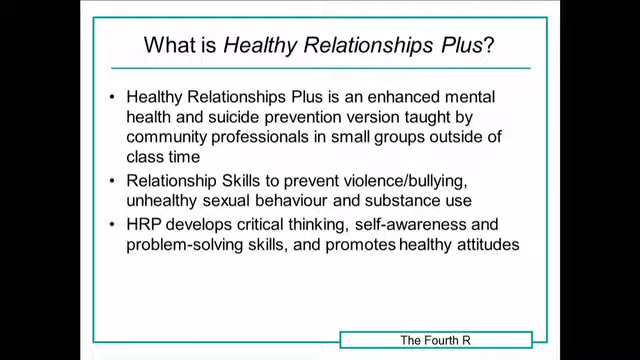 What is Healthy Relationships Plus?
• Healthy Relationships Plus is an enhanced mental
health and suicide prevention version taught by
community professionals in small groups outside of
class time
• Relationship Skills to prevent violence/bullying,
unhealthy sexual behaviour and substance use
• HRP develops critical thinking, self-awareness and
problem-solving skills, and promotes healthy attitudes
The Fourth R